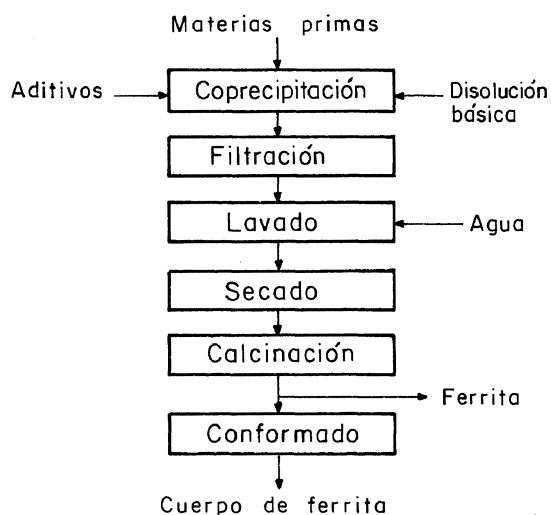 Materias primas
Aditivos
Coprecipitación
Disolución
básica
Filtración
Lavado
Agua
Secado
Calcinación
Ferrita
Conformado
Cuerpo de ferrita